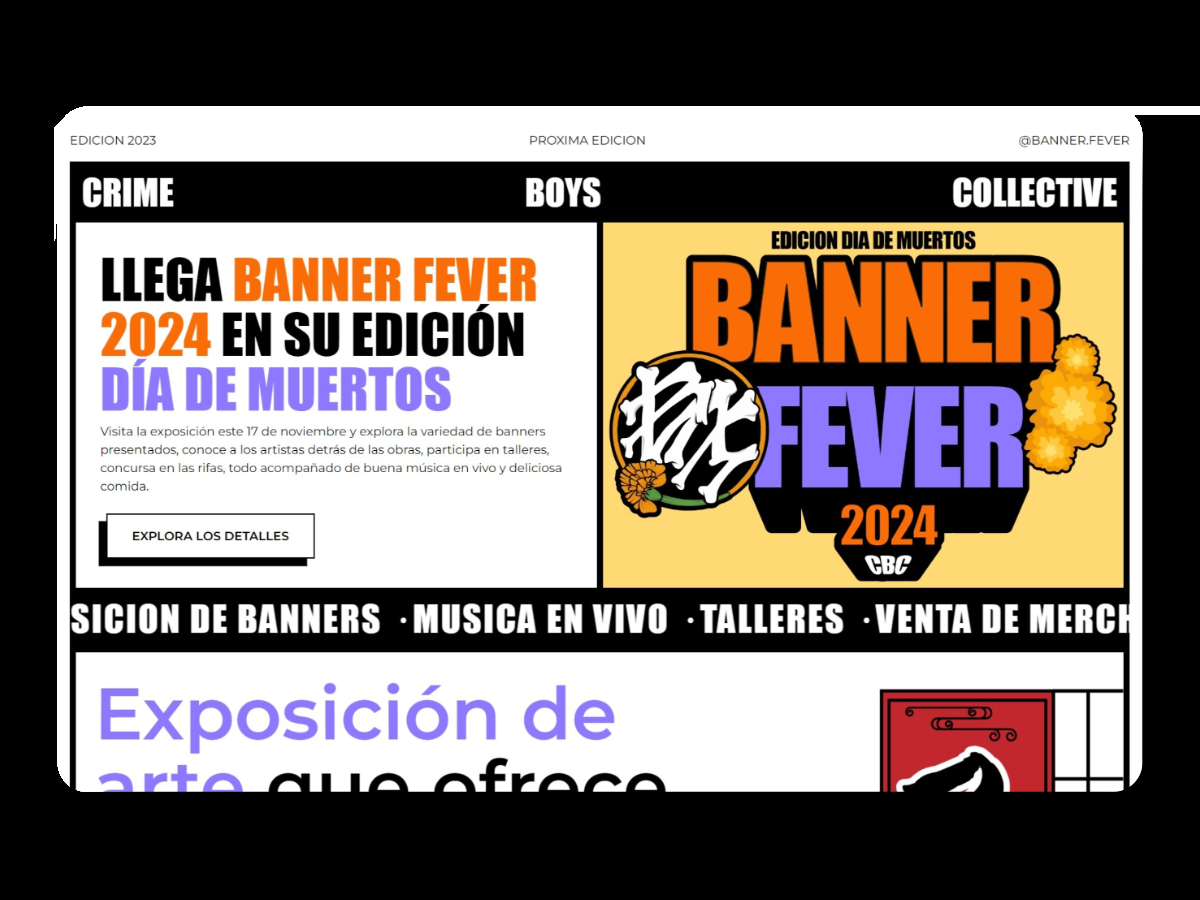 EDICION 2023
PROXIMA EDICION
@BANNER.FEVER
CRIME
BOYS
COLLECTIVE
LLEGA BANNER FEVER
2024 EN SU EDICIÓN
DÍA DE MUERTOS
Visita la exposición este 17 de noviembre y explora la variedad de banners
presentados, conoce a los artistas detrás de las obras, participa en talleres,
concursa en las rifas, todo acompañado de buena música en vivo y deliciosa
comida.
EXPLORA LOS DETALLES
EDICION DIA DE MUERTOS
BANNER
FEVER
2024
CBC
SICION DE BANNERS · MUSICA EN VIVO · TALLERES · VENTA DE MERCH
Exposición de
arte que ofrece